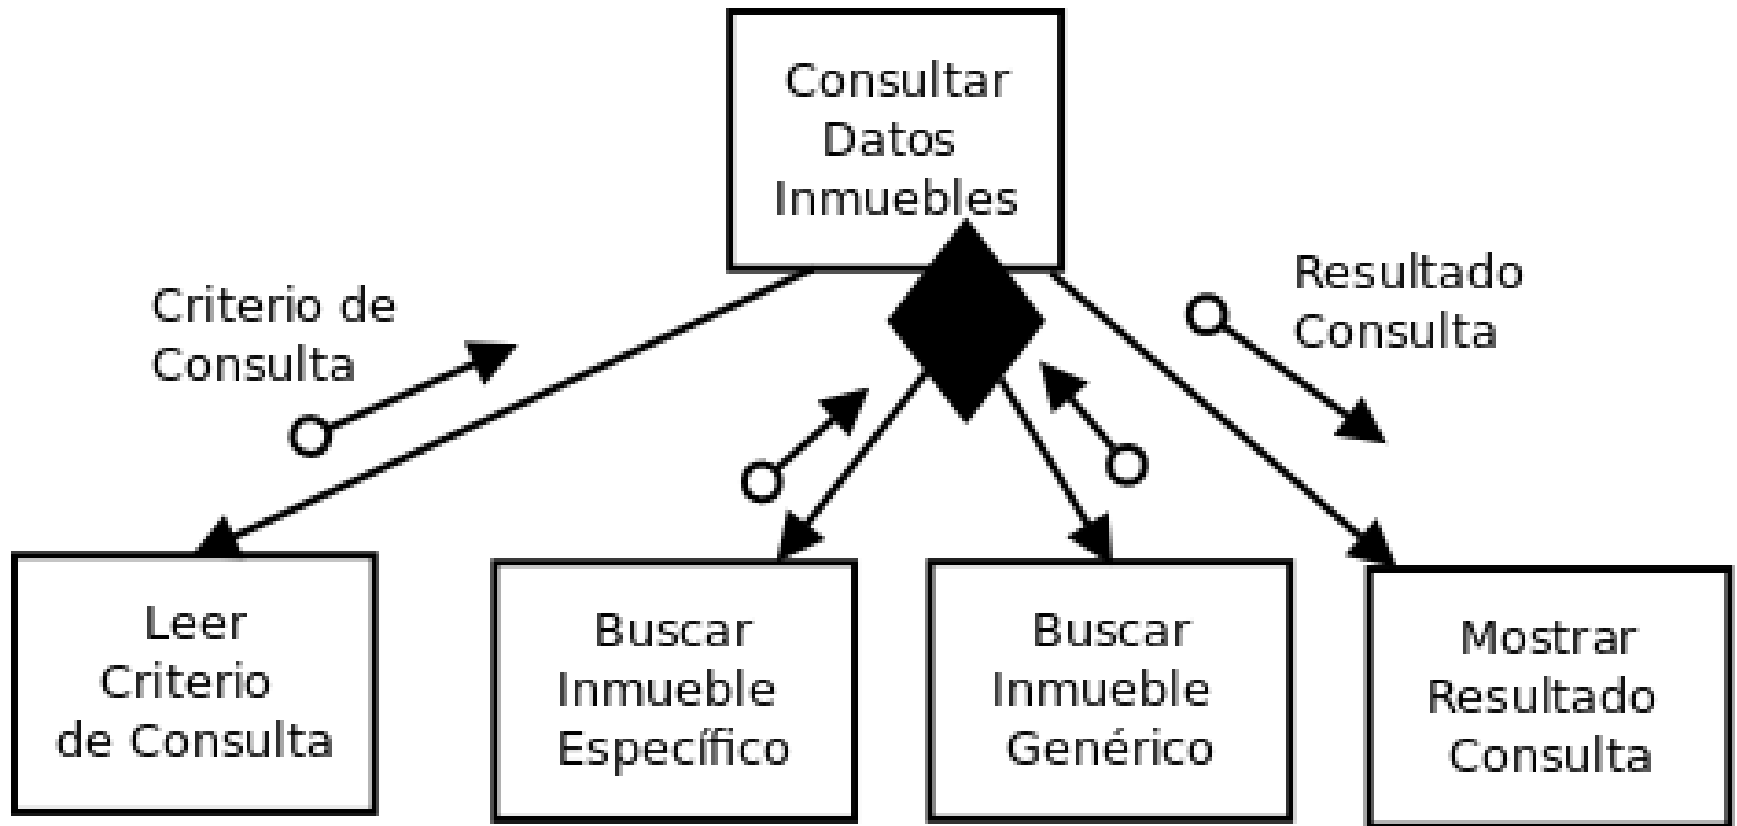 Consultar
Datos
Inmuebles
Criterio de
Consulta
Resultado
Consulta
Leer
Criterio
de Consulta
Buscar
Inmueble
Específico
Buscar
Inmueble
Genérico
Mostrar
Resultado
Consulta